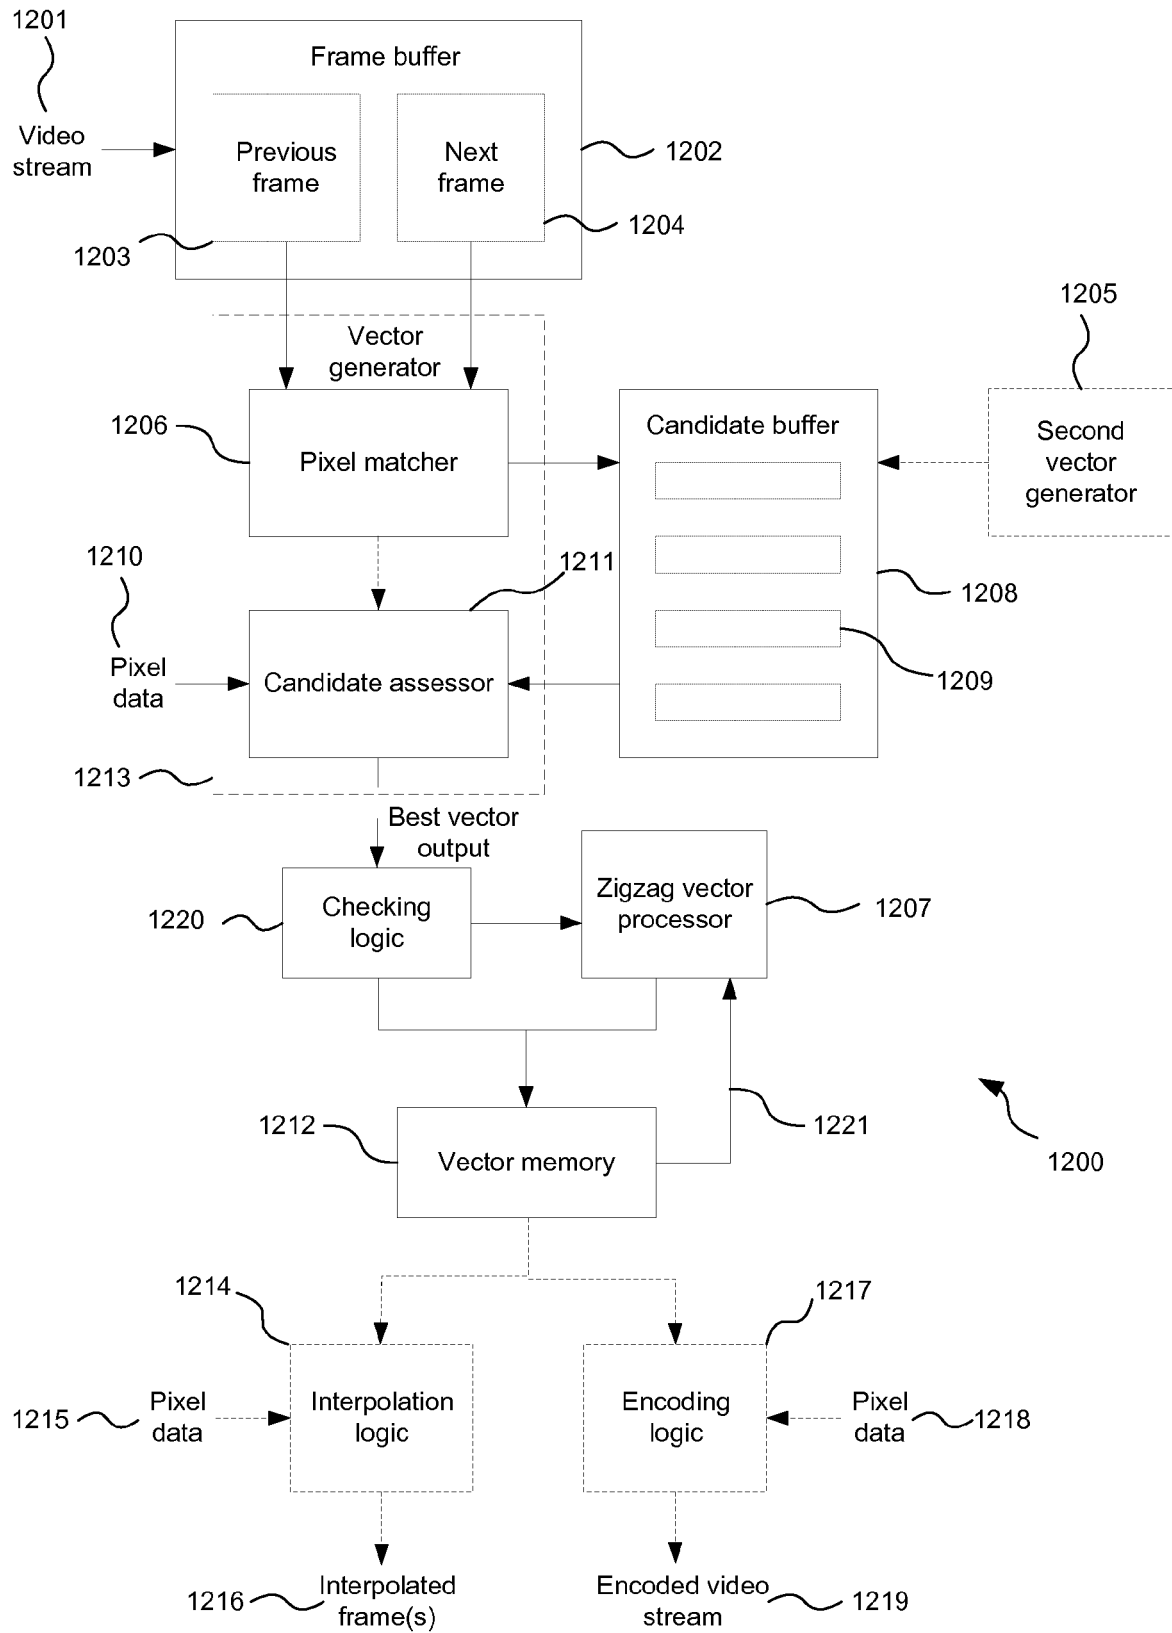 1201
Frame buffer
Video
stream
Previous
frame
Next
frame
1202
1204
1203
1205
Vector
generator
1206
Pixel matcher
Candidate buffer
Second
vector
generator
1210
1211
1208
Pixel
data
Candidate assessor
1209
1213
Best vector
output
1220
Checking
logic
Zigzag vector
processor
1207
1212
Vector memory
1221
1200
1214
1217
1215
Pixel
data
Interpolation
logic
Encoding
logic
Pixel
data
1218
1216
Interpolated
frame(s)
Encoded video
stream
1219